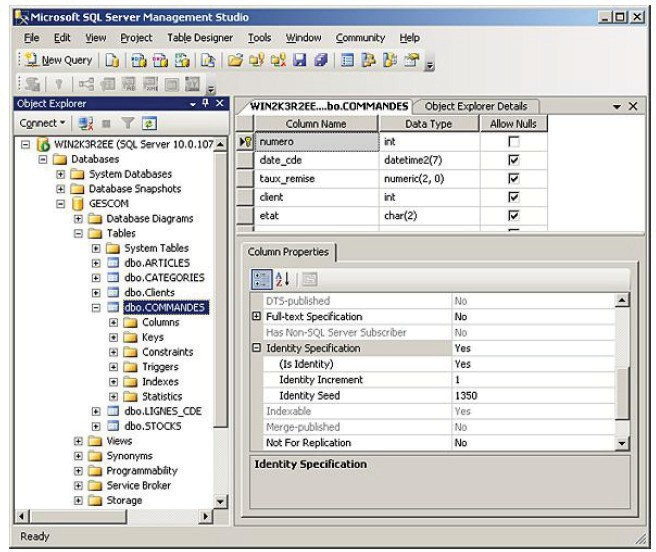 Microsoft SQL Server Management Studio
File Edit View Project Table Designer Tools Window Community Help
New Query
Object Explorer
Connect
WIN2K3R2EE (SQL Server 10.0.107
Databases
System Databases
Database Snapshots
GESCOM
Database Diagrams
Tables
System Tables
dbo.ARTICLES
dbo.CATEGORIES
dbo.Clients
dbo.COMMANDES
Columns
Keys
Constraints
Triggers
Indexes
Statistics
dbo.LIGNES_CDE
dbo.STOCKS
Views
Synonyms
Programmability
Service Broker
Storage
WIN2K3R2EE....bo.COMMANDES Object Explorer Details
Column Name Data Type Allow Nulls
numero int
date_cde datetime2(7)
taux_remise numeric(2, 0)
client int
etat char(2)
Column Properties
DTS-published No
Full-text Specification No
Has Non-SQL Server Subscriber No
Identity Specification Yes
(Is Identity) Yes
Identity Increment 1
Identity Seed 1350
Indexable Yes
Merge-published No
Not For Replication No
Identity Specification
Ready